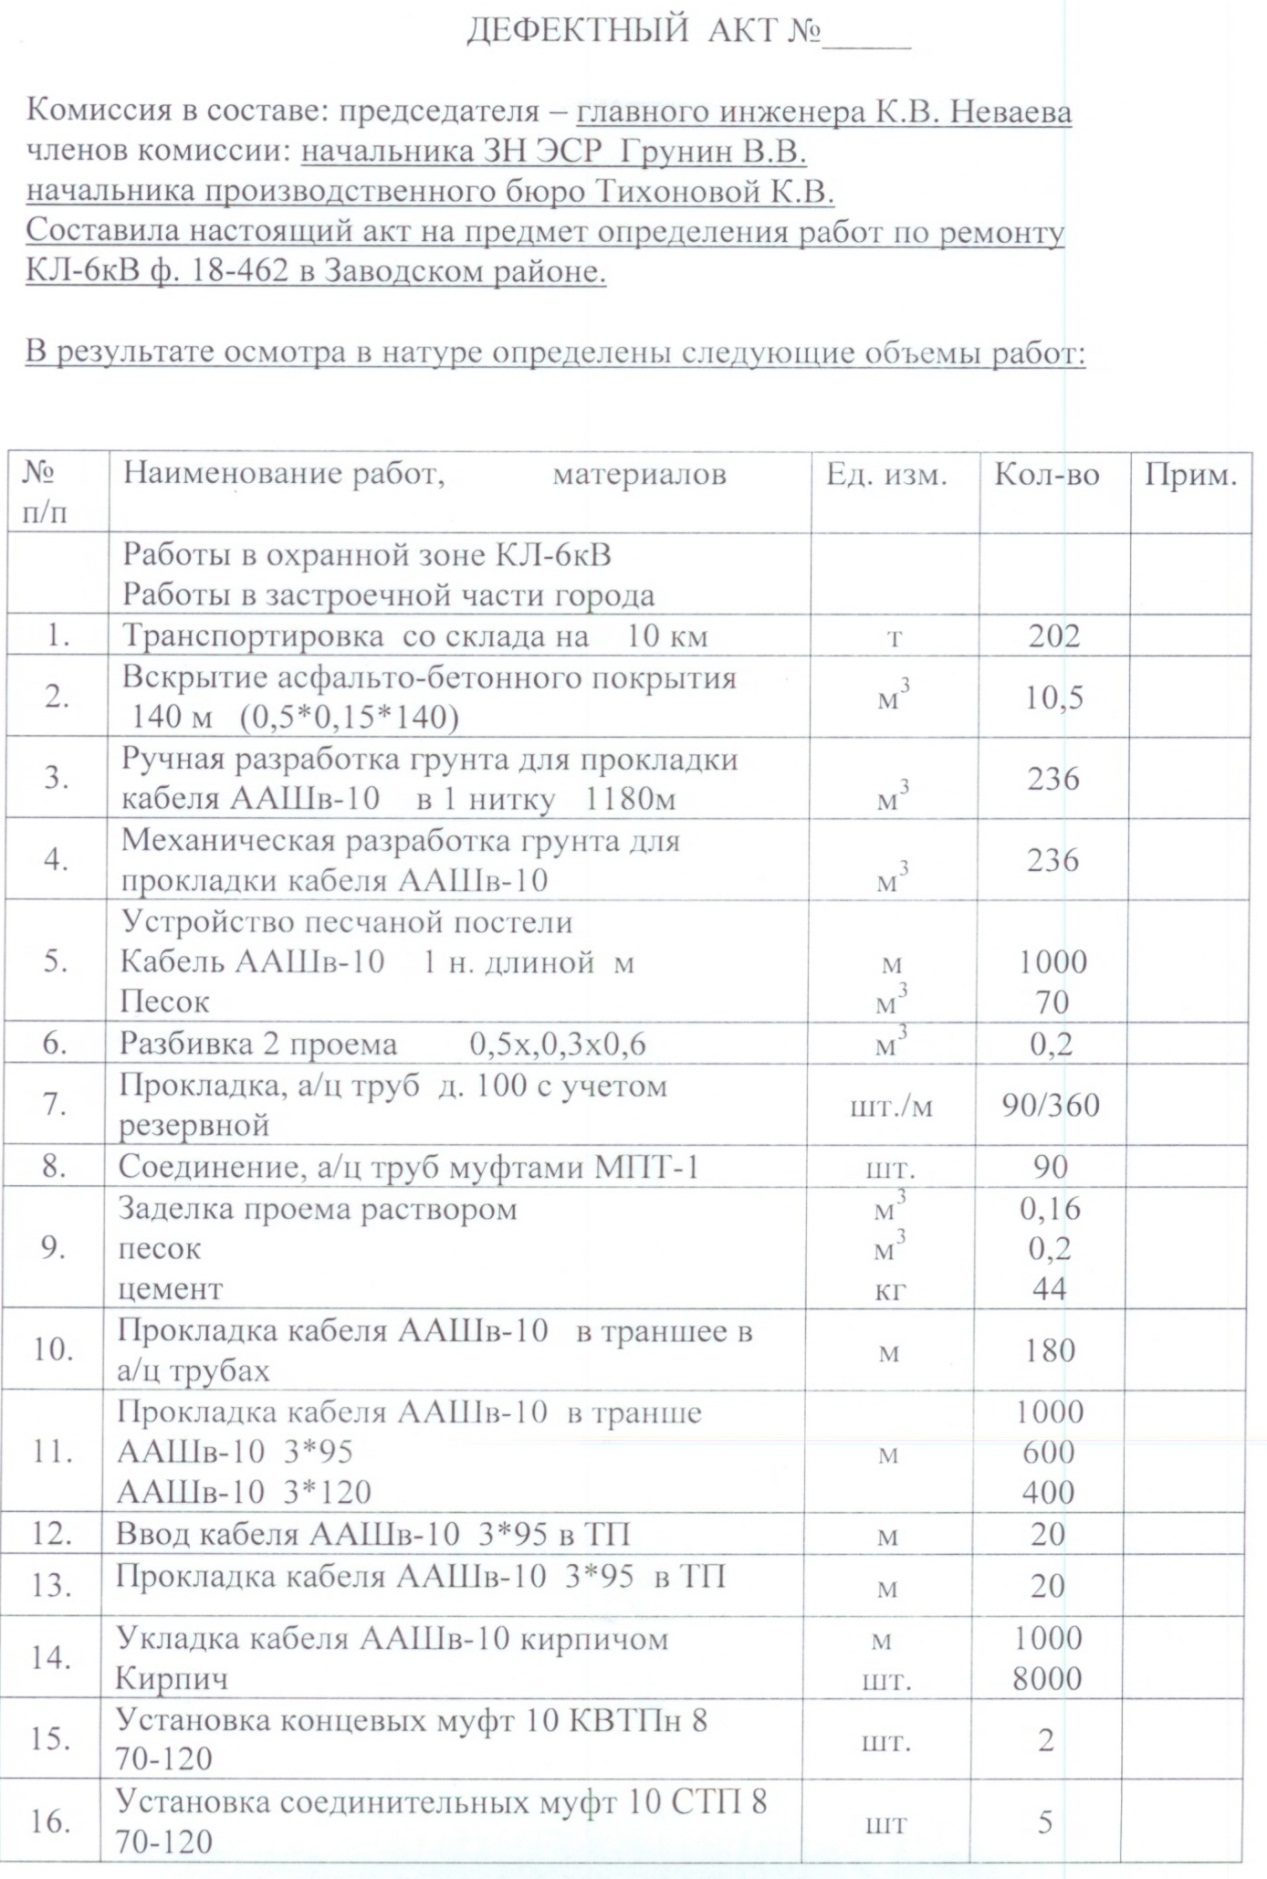 ДЕФЕКТНЫЙ АКТ №_____
Комиссия в составе: председателя – главного инженера К.В. Неваева
членов комиссии: начальника ЗН ЭСР Грунин В.В.
начальника производственного бюро Тихоновой К.В.
Составила настоящий акт на предмет определения работ по ремонту
КЛ-6кВ ф. 18-462 в Заводском районе.
В результате осмотра в натуре определены следующие объемы работ:
№ п/п Наименование работ, материалов Ед. изм. Кол-во Прим.
Работы в охранной зоне КЛ-6кВ
Работы в застроечной части города
1. Транспортировка со склада на 10 км т 202
2. Вскрытие асфальто-бетонного покрытия
140 м (0,5*0,15*140) м³ 10,5
3. Ручная разработка грунта для прокладки
кабеля ААШв-10 в 1 нитку 1180м м³ 236
4. Механическая разработка грунта для
прокладки кабеля ААШв-10 м³ 236
5. Устройство песчаной постели
Кабель ААШв-10 1 н. длиной м м 1000
Песок м³ 70
6. Разбивка 2 проема 0,5х,0,3х0,6 м³ 0,2
7. Прокладка, а/ц труб д. 100 с учетом
резервной шт./м 90/360
8. Соединение, а/ц труб муфтами МПТ-1 шт. 90
9. Заделка проема раствором м³ 0,16
песок м³ 0,2
цемент кг 44
10. Прокладка кабеля ААШв-10 в траншее в
а/ц трубах м 180
11. Прокладка кабеля ААШв-10 в транше 1000
ААШв-10 3*95 м 600
ААШв-10 3*120 400
12. Ввод кабеля ААШв-10 3*95 в ТП м 20
13. Прокладка кабеля ААШв-10 3*95 в ТП м 20
14. Укладка кабеля ААШв-10 кирпичом м 1000
Кирпич шт. 8000
15. Установка концевых муфт 10 КВТПн 8
70-120 шт. 2
16. Установка соединительных муфт 10 СТП 8
70-120 шт 5